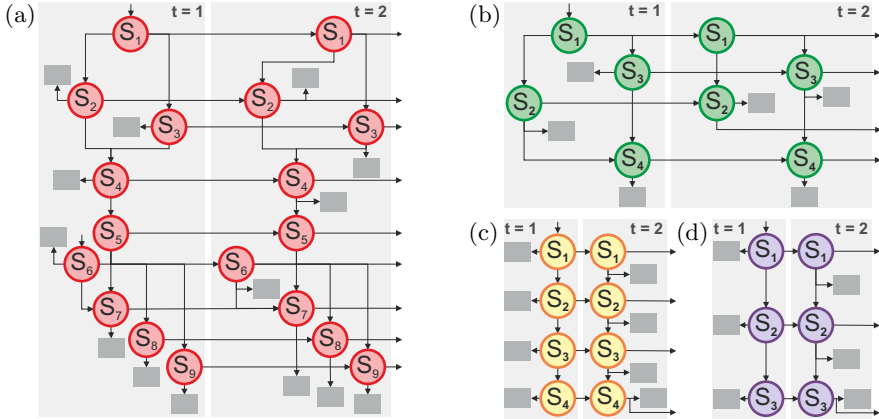 (a)
t = 1
t = 2
S₁
S₁
S₂
S₂
S₃
S₃
S₄
S₄
S₅
S₅
S₆
S₆
S₇
S₇
S₈
S₈
S₉
S₉
(b)
t = 1
t = 2
S₁
S₁
S₃
S₃
S₂
S₂
S₄
S₄
(c)
t = 1
t = 2
S₁
S₁
S₂
S₂
S₃
S₃
S₄
S₄
(d)
t = 1
t = 2
S₁
S₁
S₂
S₂
S₃
S₃